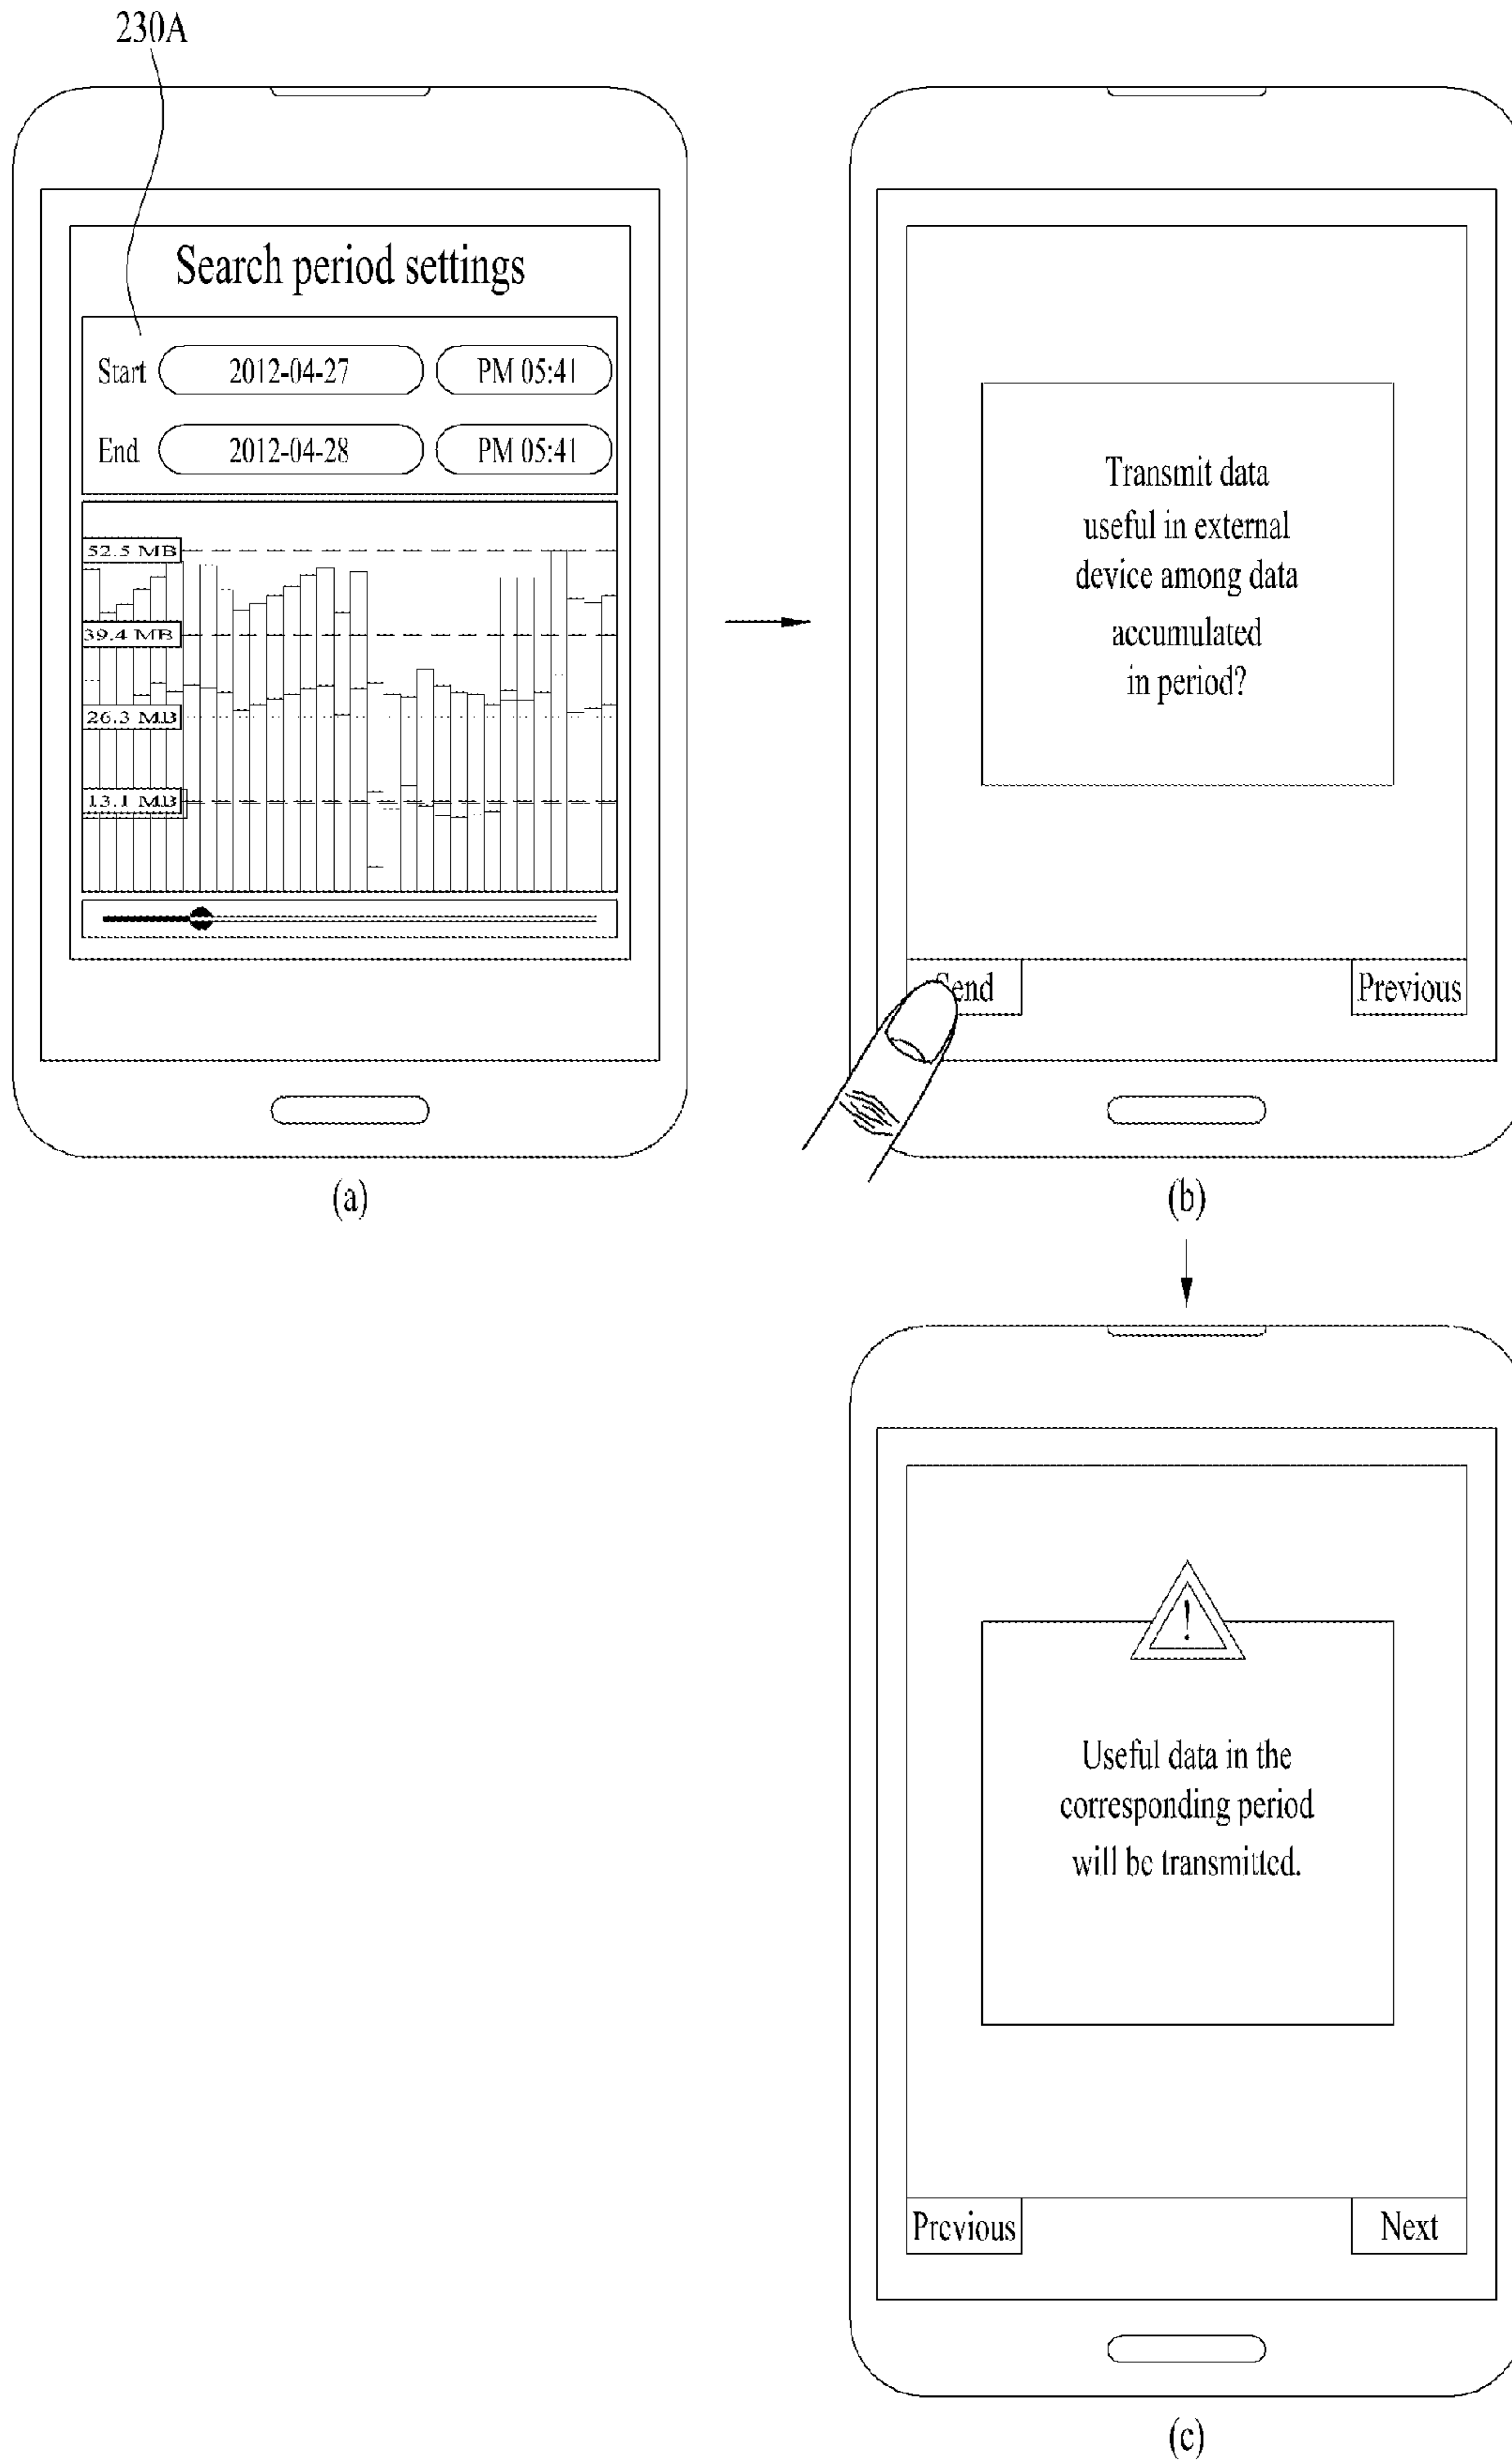 230A
Search period settings
Start 2012-04-27 PM 05:41
End 2012-04-28 PM 05:41
52.5 MB
39.4 MB
26.3 MB
13.1 MB
(a)
Transmit data
useful in external
device among data
accumulated
in period?
Send Previous
(b)
!
Useful data in the
corresponding period
will be transmitted.
Previous Next
(c)